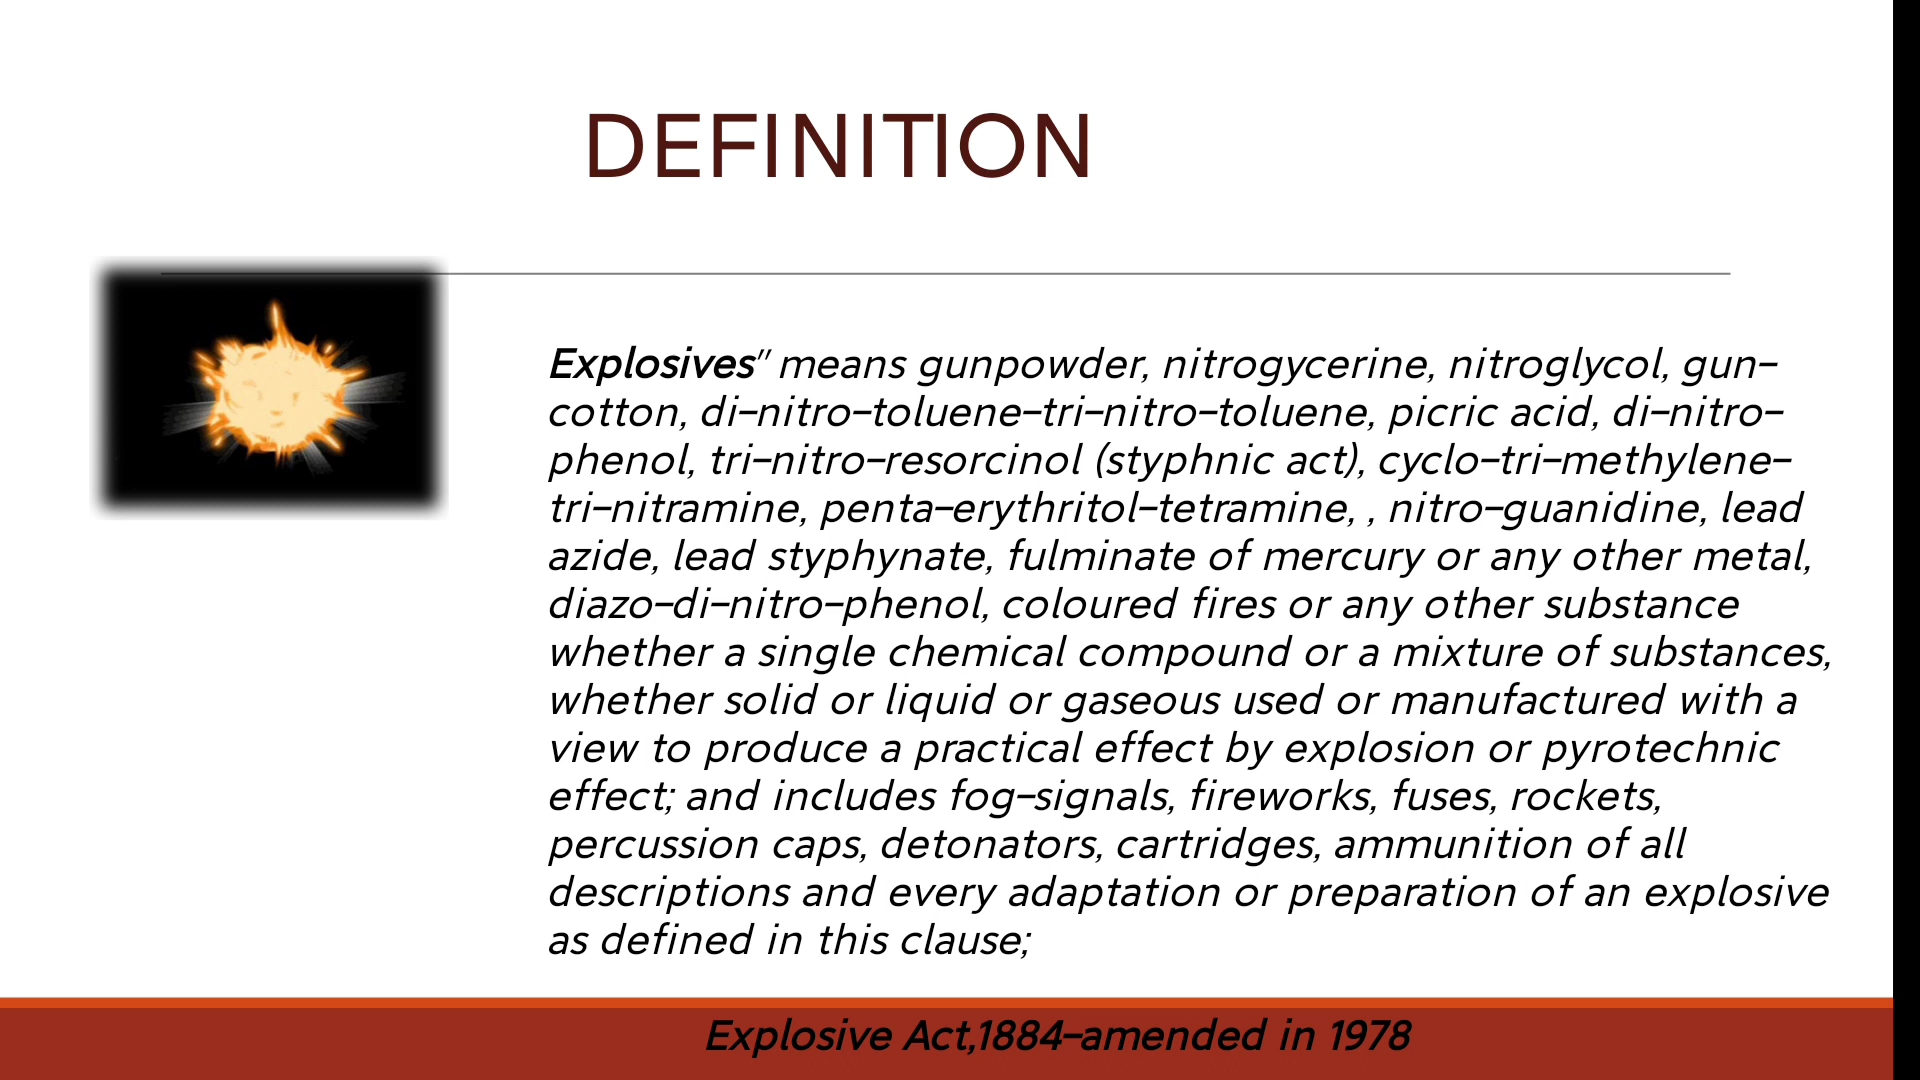 DEFINITION
Explosives” means gunpowder, nitrogycerine, nitroglycol, gun–
cotton, di–nitro–toluene–tri–nitro–toluene, picric acid, di–nitro–
phenol, tri–nitro–resorcinol (styphnic act), cyclo–tri–methylene–
tri–nitramine, penta–erythritol–tetramine, , nitro–guanidine, lead
azide, lead styphynate, fulminate of mercury or any other metal,
diazo–di–nitro–phenol, coloured fires or any other substance
whether a single chemical compound or a mixture of substances,
whether solid or liquid or gaseous used or manufactured with a
view to produce a practical effect by explosion or pyrotechnic
effect; and includes fog–signals, fireworks, fuses, rockets,
percussion caps, detonators, cartridges, ammunition of all
descriptions and every adaptation or preparation of an explosive
as defined in this clause;
Explosive Act,1884–amended in 1978